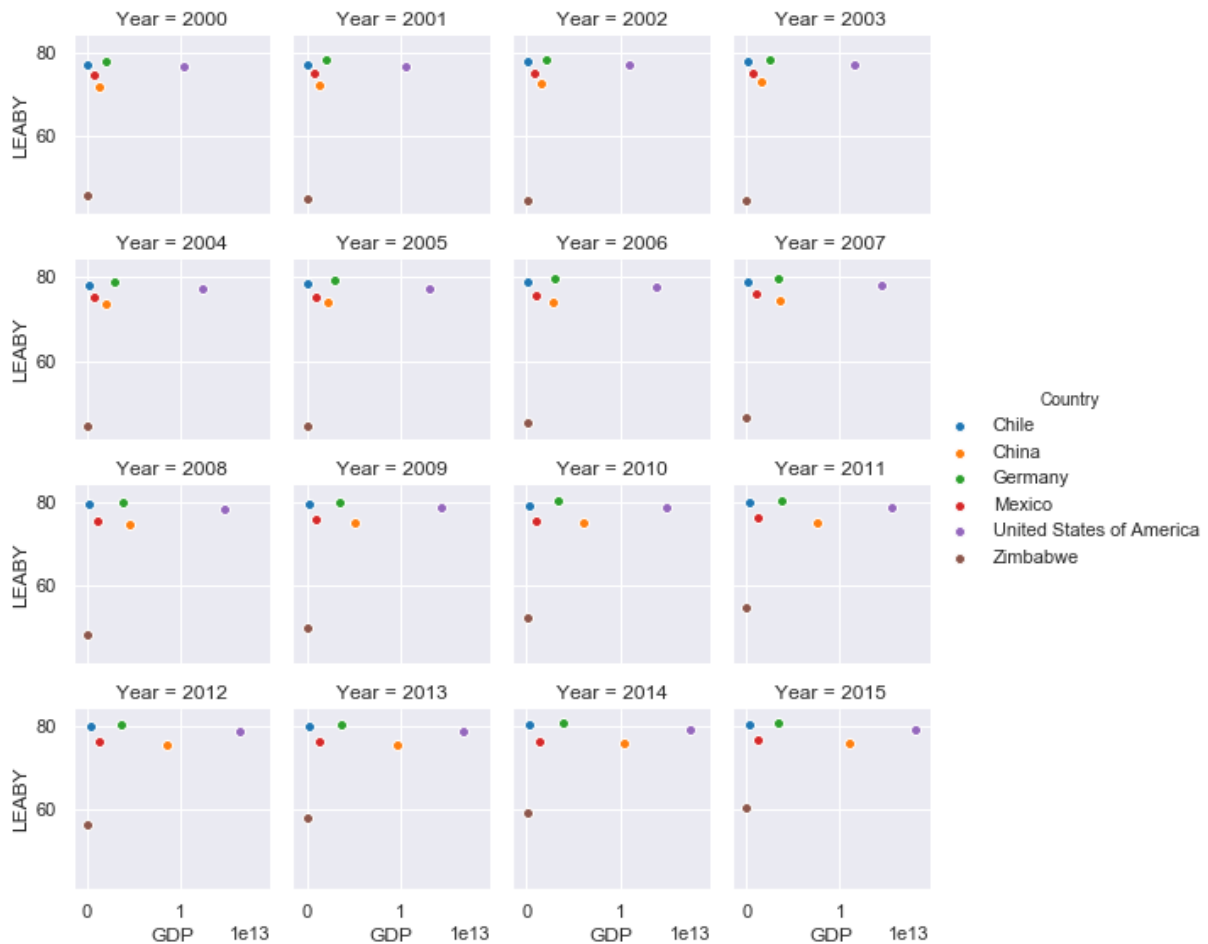 Year = 2000 Year = 2001 Year = 2002 Year = 2003
80
LEABY
60
Year = 2004 Year = 2005 Year = 2006 Year = 2007
80
LEABY
60
Country
Chile
China
Germany
Mexico
United States of America
Zimbabwe
Year = 2008 Year = 2009 Year = 2010 Year = 2011
80
LEABY
60
Year = 2012 Year = 2013 Year = 2014 Year = 2015
80
LEABY
60
0 1 0 1 0 1 0 1
GDP 1e13 GDP 1e13 GDP 1e13 GDP 1e13